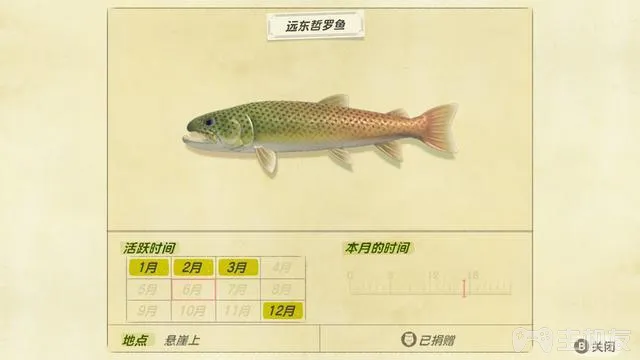 远东哲罗鱼
活跃时间
本月的时间
1月 2月 3月 4月
5月 6月 7月 8月
9月 10月 11月 12月
0 6 12 18
地点 悬崖上
已捐赠
B 关闭